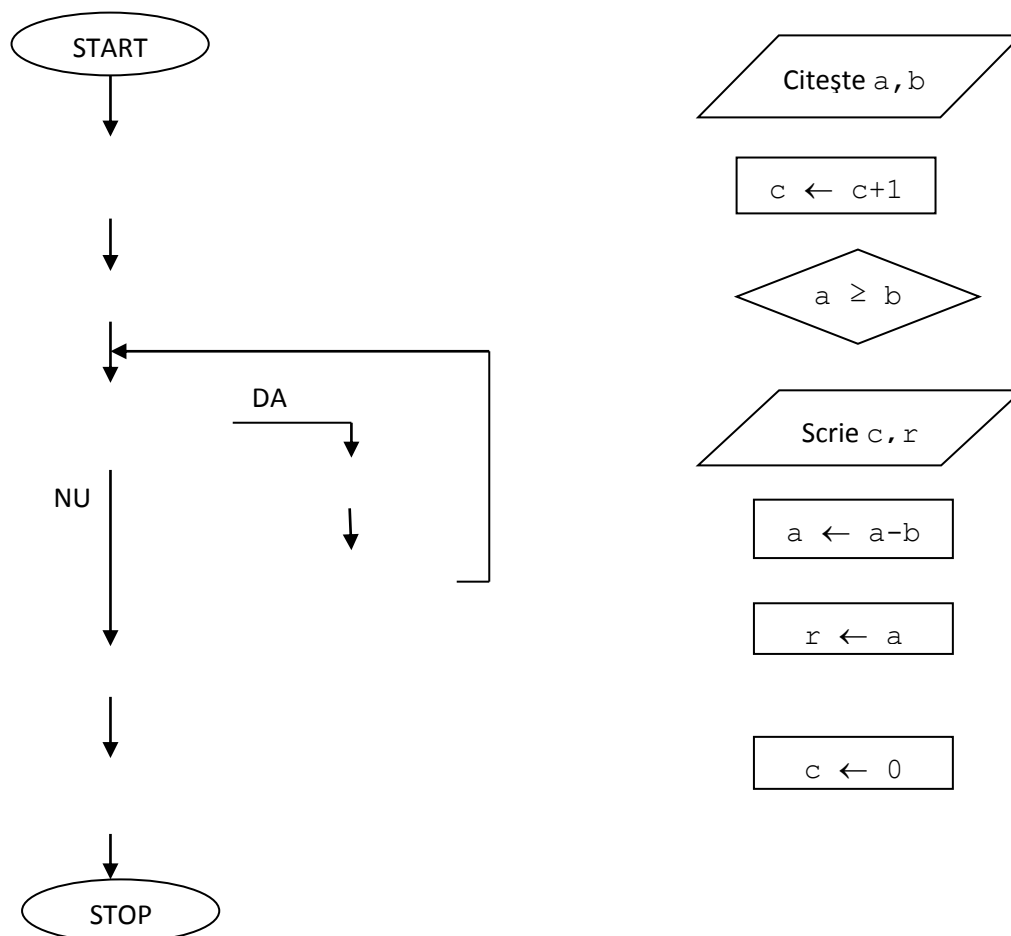 START
DA
NU
STOP
Citeşte a,b
c ← c+1
a ≥ b
Scrie c,r
a ← a-b
r ← a
c ← 0